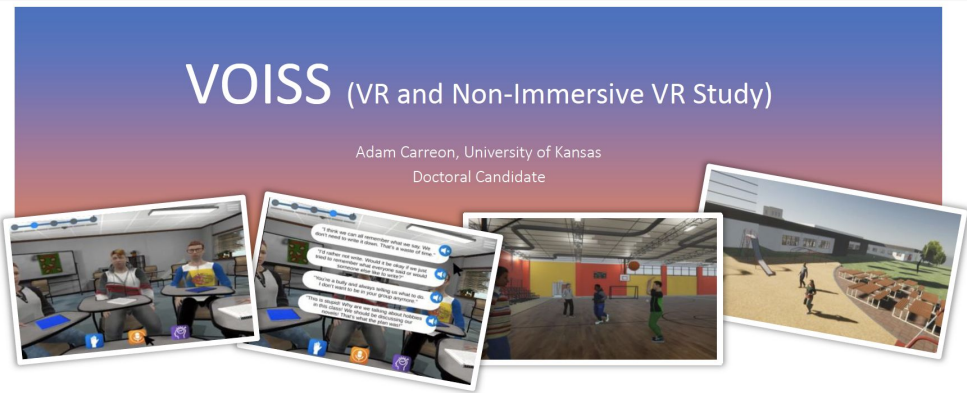 VOISS (VR and Non-Immersive VR Study)
Adam Carreon, University of Kansas
Doctoral Candidate
"I think we can all remember what we say. We
don't need to write it down. That's a waste of time."
"I'd rather not write. Would it be okay if we just
tried to remember what everyone said or would
someone else like to write?"
"You're a bully and always telling us what to do.
I don't want to be in your group anymore."
"This is stupid! Why are we talking about hobbies
in this class! We should be discussing our
novels! That's what the plan was!"